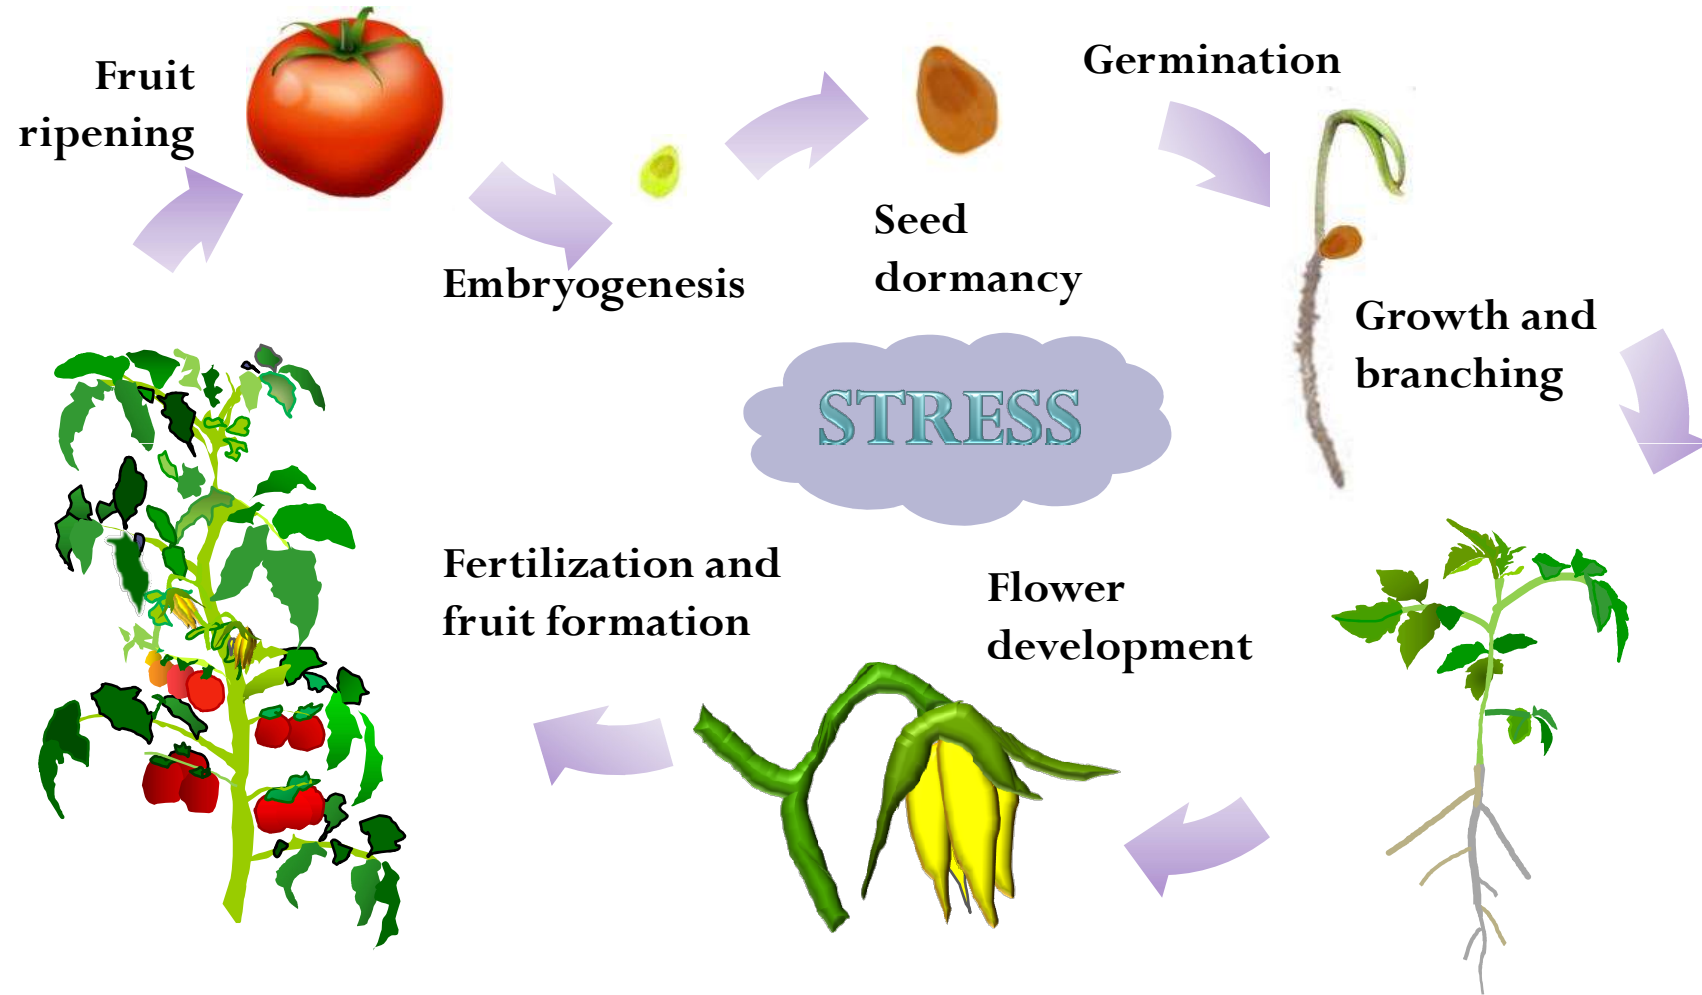 Fruit
ripening
Embryogenesis
Seed
dormancy
Germination
Growth and
branching
STRESS
Flower
development
Fertilization and
fruit formation